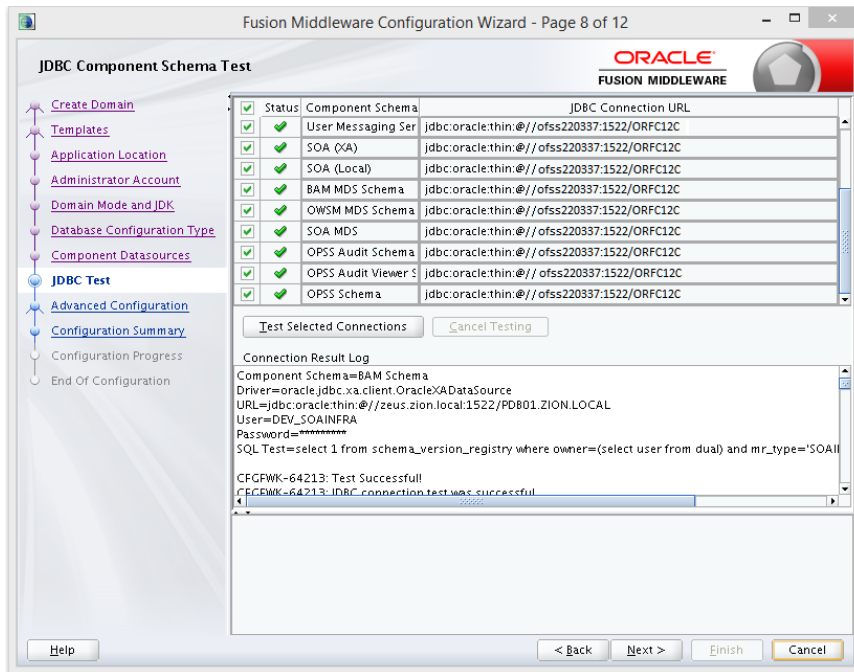 Fusion Middleware Configuration Wizard - Page 8 of 12
JDBC Component Schema Test
ORACLE
FUSION MIDDLEWARE
Create Domain
Templates
Application Location
Administrator Account
Domain Mode and JDK
Database Configuration Type
Component Datasources
JDBC Test
Advanced Configuration
Configuration Summary
Configuration Progress
End Of Configuration
Status Component Schema JDBC Connection URL
User Messaging Ser jdbc:oracle:thin:@//ofss220337:1522/ORFC12C
SOA (XA) jdbc:oracle:thin:@//ofss220337:1522/ORFC12C
SOA (Local) jdbc:oracle:thin:@//ofss220337:1522/ORFC12C
BAM MDS Schema jdbc:oracle:thin:@//ofss220337:1522/ORFC12C
OWSM MDS Schema jdbc:oracle:thin:@//ofss220337:1522/ORFC12C
SOA MDS jdbc:oracle:thin:@//ofss220337:1522/ORFC12C
OPSS Audit Schema jdbc:oracle:thin:@//ofss220337:1522/ORFC12C
OPSS Audit Viewer S jdbc:oracle:thin:@//ofss220337:1522/ORFC12C
OPSS Schema jdbc:oracle:thin:@//ofss220337:1522/ORFC12C
Test Selected Connections Cancel Testing
Connection Result Log
Component Schema=BAM Schema
Driver=oracle.jdbc.xa.client.OracleXADataSource
URL=jdbc:oracle:thin:@//zeus.zion.local:1522/PDB01.ZION.LOCAL
User=DEV_SOAINFRA
Password=*********
SQL Test=select 1 from schema_version_registry where owner=(select user from dual) and mr_type='SOAI
CFGFWK-64213: Test Successful!
CFGFWK-64213: JDBC connection test was successful.
Help < Back Next > Finish Cancel